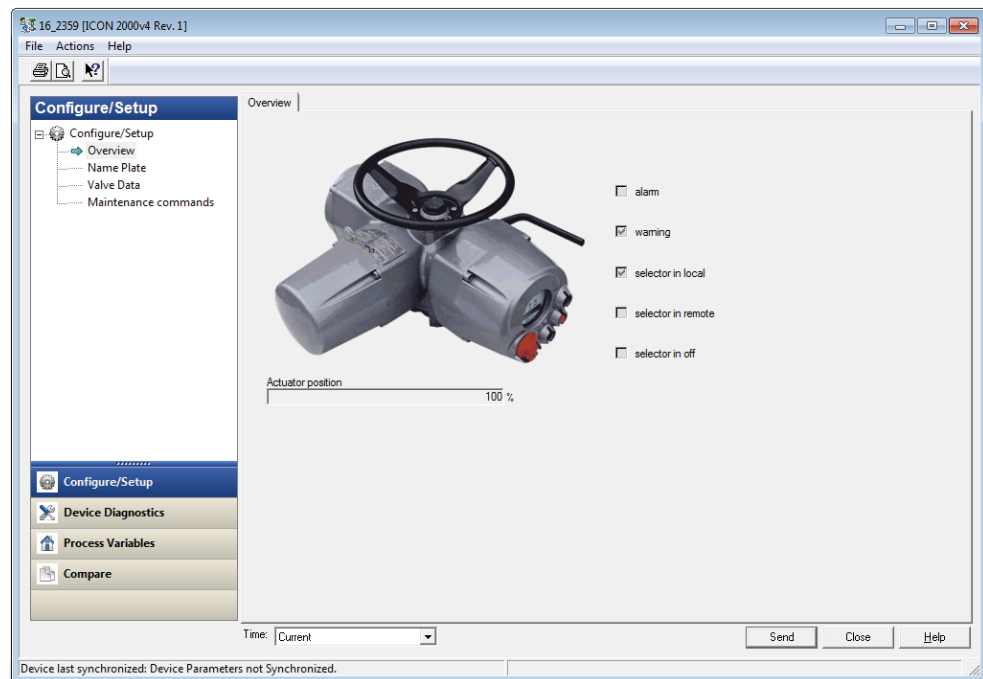 16_2359 [ICON 2000v4 Rev. 1]
File Actions Help
Configure/Setup
Configure/Setup
Overview
Name Plate
Valve Data
Maintenance commands
Overview
alarm
warning
selector in local
selector in remote
selector in off
Actuator position
100 %
Configure/Setup
Device Diagnostics
Process Variables
Compare
Time: Current
Send Close Help
Device last synchronized: Device Parameters not Synchronized.